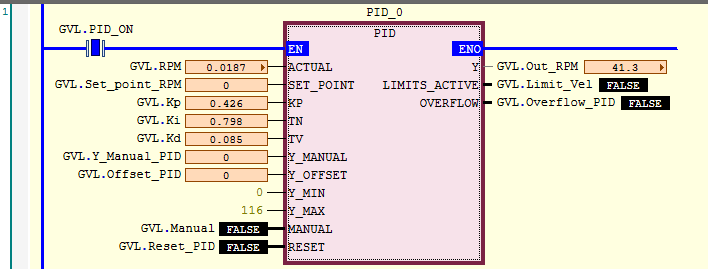 1
PID_0
GVL.PID_ON PID
EN ENO
GVL.RPM 0.0187 ACTUAL Y GVL.Out_RPM 41.3
GVL.Set_point_RPM 0 SET_POINT LIMITS_ACTIVE GVL.Limit_Vel FALSE
GVL.Kp 0.426 KP OVERFLOW GVL.Overflow_PID FALSE
GVL.Ki 0.798 TN
GVL.Kd 0.085 TV
GVL.Y_Manual_PID 0 Y_MANUAL
GVL.Offset_PID 0 Y_OFFSET
0 Y_MIN
116 Y_MAX
GVL.Manual FALSE MANUAL
GVL.Reset_PID FALSE RESET